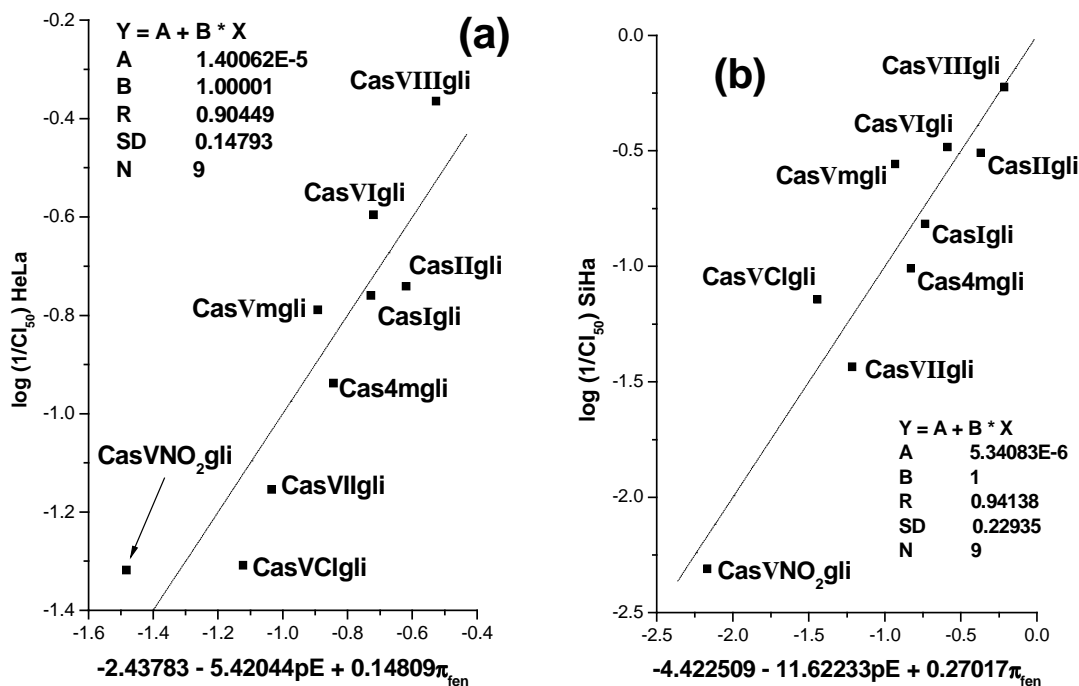 (a)
Y = A + B * X
A 1.40062E-5
B 1.00001
R 0.90449
SD 0.14793
N 9
log (1/CI50) HeLa
-0.2
-0.4
-0.6
-0.8
-1.0
-1.2
-1.4
CasVIIIgli
CasVIgli
CasIIgli
CasVmgli
CasIgli
Cas4mgli
CasVNO2gli
CasVIIgli
CasVClgli
-1.6 -1.4 -1.2 -1.0 -0.8 -0.6 -0.4
-2.43783 - 5.42044pE + 0.14809πfen
(b)
log (1/CI50) SiHa
0.0
-0.5
-1.0
-1.5
-2.0
-2.5
CasVIIIgli
CasVIgli
CasVmgli
CasIIgli
CasIgli
CasVClgli
Cas4mgli
CasVIIgli
Y = A + B * X
A 5.34083E-6
B 1
R 0.94138
SD 0.22935
N 9
CasVNO2gli
-2.5 -2.0 -1.5 -1.0 -0.5 0.0
-4.422509 - 11.62233pE + 0.27017πfen